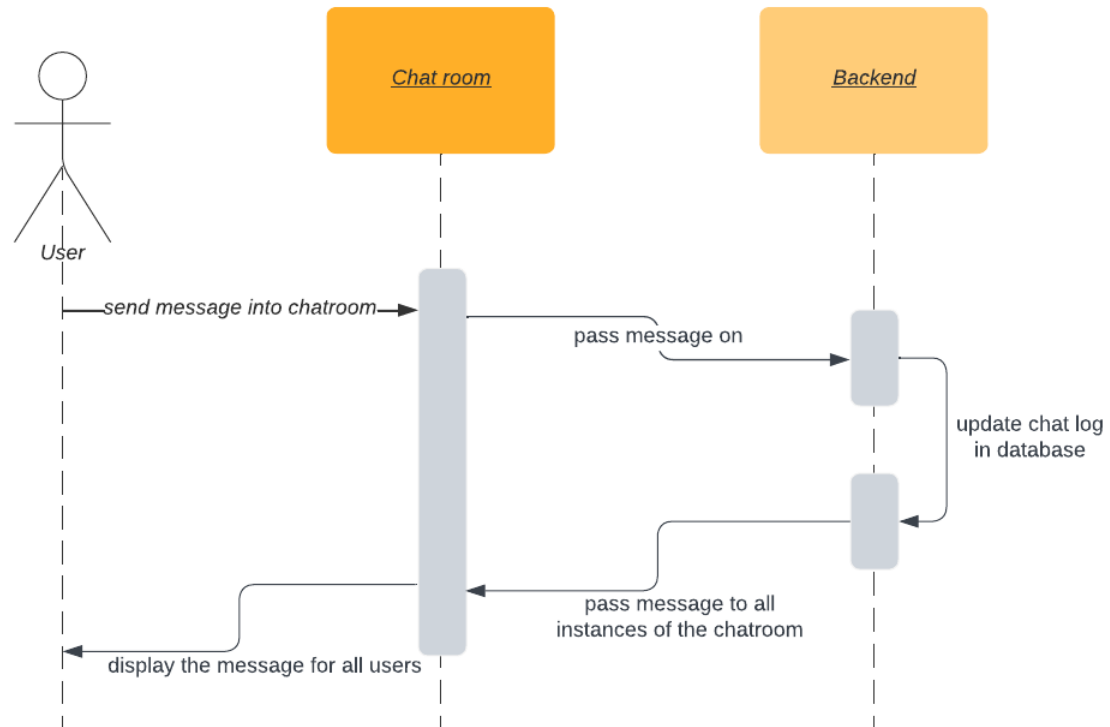 Chat room
Backend
User
send message into chatroom
pass message on
update chat log
in database
pass message to all
instances of the chatroom
display the message for all users